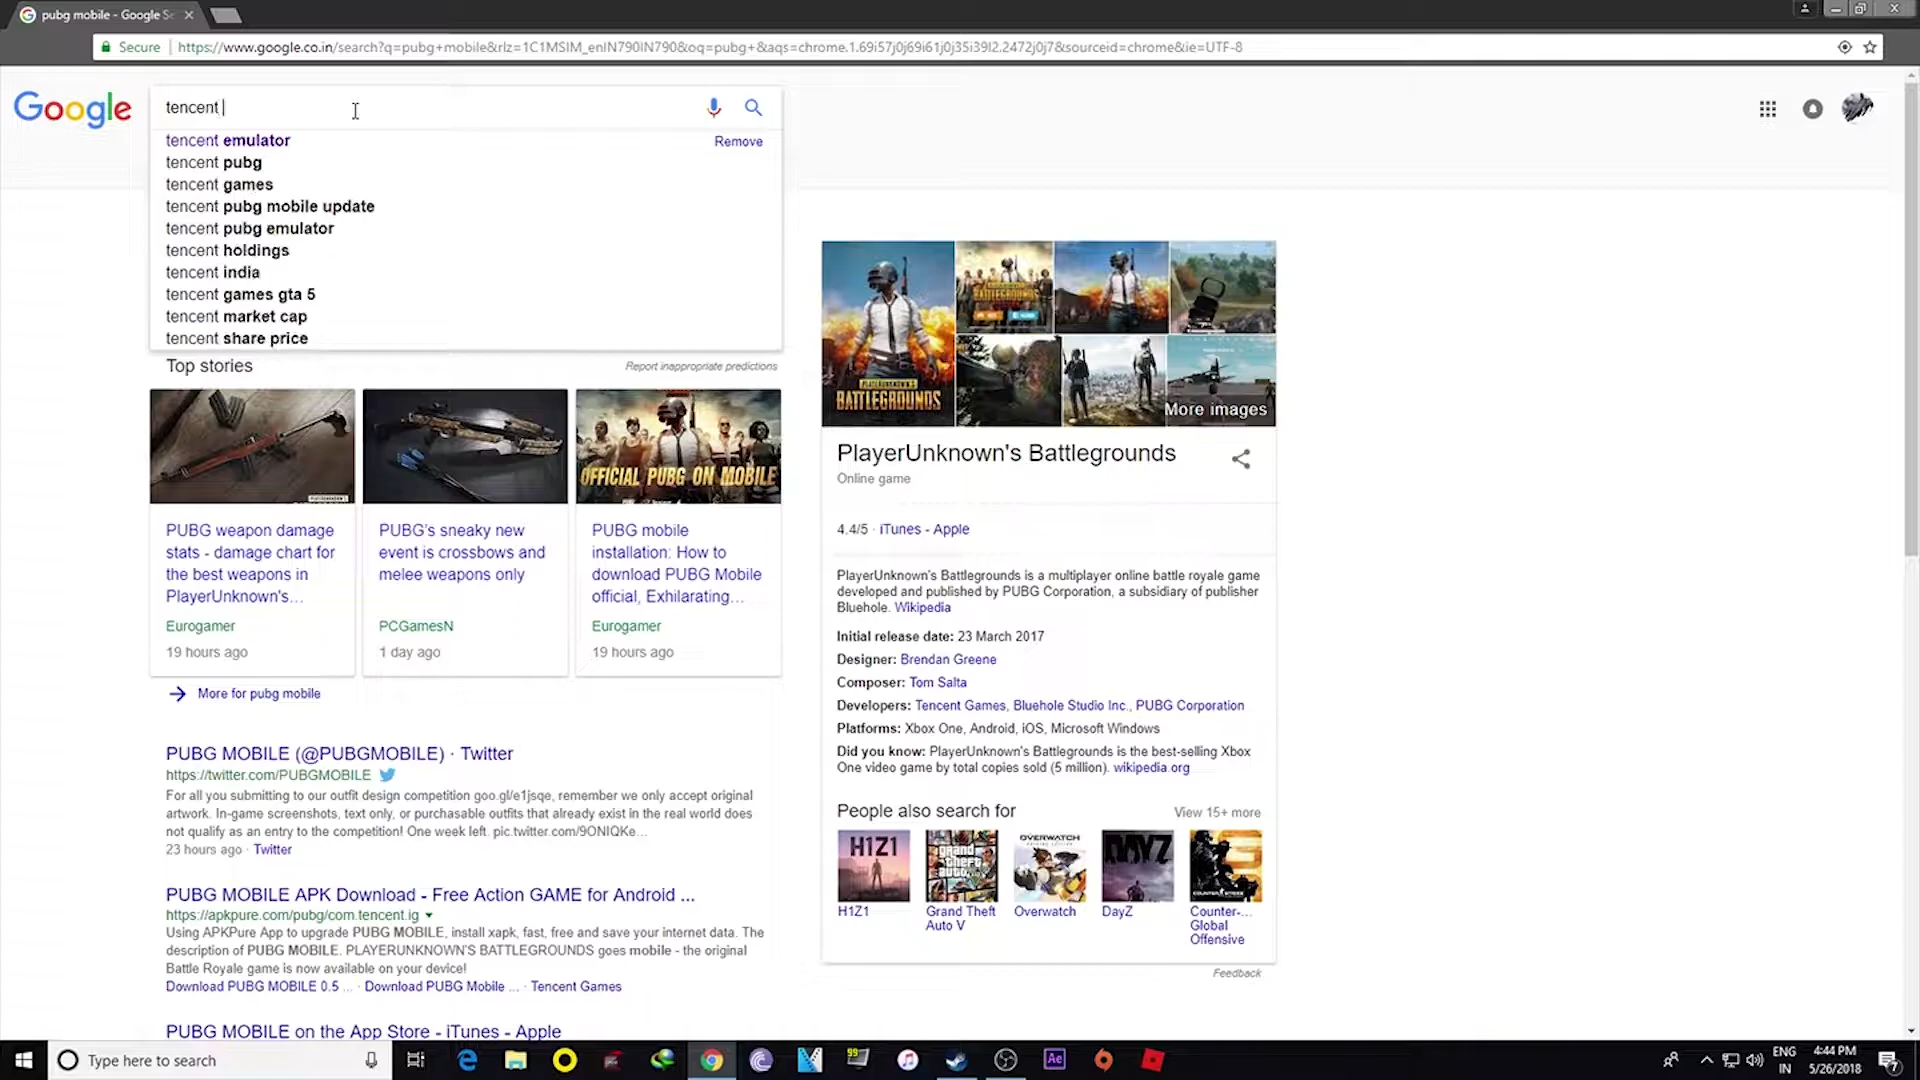 pubg mobile - Google Se
Secure
https://www.google.co.in/search?q=pubg+mobile&rlz=1C1MSIM_enIN790IN790&oq=pubg+&aqs=chrome.1.69i57j0j69i61j0j35i39l2.2472j0j7&sourceid=chrome&ie=UTF-8
Google
tencent
tencent emulator
Remove
tencent pubg
tencent games
tencent pubg mobile update
tencent pubg emulator
tencent holdings
tencent india
tencent games gta 5
tencent market cap
tencent share price
Top stories
Report inappropriate predictions
OFFICIAL PUBG ON MOBILE
PUBG weapon damage
stats - damage chart for
the best weapons in
PlayerUnknown's...
Eurogamer
19 hours ago
PUBG's sneaky new
event is crossbows and
melee weapons only
PCGamesN
1 day ago
PUBG mobile
installation: How to
download PUBG Mobile
official, Exhilarating...
Eurogamer
19 hours ago
More for pubg mobile
PUBG MOBILE (@PUBGMOBILE) · Twitter
https://twitter.com/PUBGMOBILE
For all you submitting to our outfit design competition goo.gl/e1jsqe, remember we only accept original
artwork. In-game screenshots, text only, or purchasable outfits that already exist in the real world does
not qualify as an entry to the competition! One week left. pic.twitter.com/9ONIQKe...
23 hours ago · Twitter
PUBG MOBILE APK Download - Free Action GAME for Android ...
https://apkpure.com/pubg/com.tencent.ig
Using APKPure App to upgrade PUBG MOBILE, install xapk, fast, free and save your internet data. The
description of PUBG MOBILE. PLAYERUNKNOWN'S BATTLEGROUNDS goes mobile - the original
Battle Royale game is now available on your device!
Download PUBG MOBILE 0.5 ... · Download PUBG Mobile ... · Tencent Games
PUBG MOBILE on the App Store - iTunes - Apple
BATTLEGROUNDS
More images
PlayerUnknown's Battlegrounds
Online game
4.4/5 · iTunes - Apple
PlayerUnknown's Battlegrounds is a multiplayer online battle royale game
developed and published by PUBG Corporation, a subsidiary of publisher
Bluehole. Wikipedia
Initial release date: 23 March 2017
Designer: Brendan Greene
Composer: Tom Salta
Developers: Tencent Games, Bluehole Studio Inc., PUBG Corporation
Platforms: Xbox One, Android, iOS, Microsoft Windows
Did you know: PlayerUnknown's Battlegrounds is the best-selling Xbox
One video game by total copies sold (5 million). wikipedia.org
People also search for
View 15+ more
H1Z1
grand theft auto V
OVERWATCH
DAYZ
H1Z1
Grand Theft
Auto V
Overwatch
DayZ
Counter-...
Global
Offensive
Feedback
Type here to search
99
Ae
ENG
IN
4:44 PM
5/26/2018
7